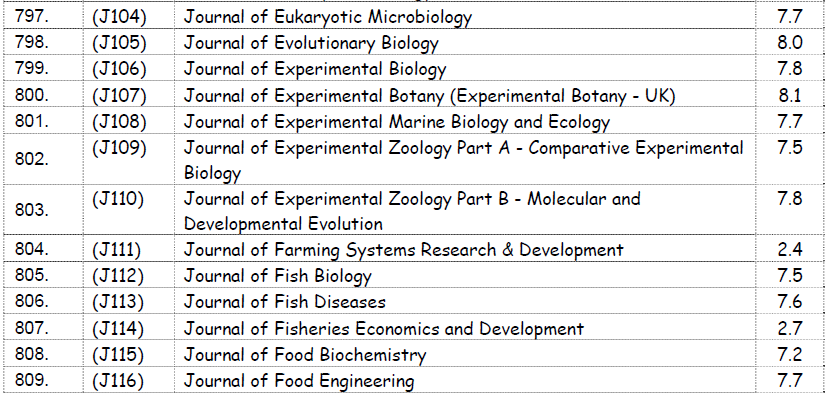 797. (J104) Journal of Eukaryotic Microbiology 7.7
798. (J105) Journal of Evolutionary Biology 8.0
799. (J106) Journal of Experimental Biology 7.8
800. (J107) Journal of Experimental Botany (Experimental Botany - UK) 8.1
801. (J108) Journal of Experimental Marine Biology and Ecology 7.7
802. (J109) Journal of Experimental Zoology Part A - Comparative Experimental 7.5
Biology
803. (J110) Journal of Experimental Zoology Part B - Molecular and 7.8
Developmental Evolution
804. (J111) Journal of Farming Systems Research & Development 2.4
805. (J112) Journal of Fish Biology 7.5
806. (J113) Journal of Fish Diseases 7.6
807. (J114) Journal of Fisheries Economics and Development 2.7
808. (J115) Journal of Food Biochemistry 7.2
809. (J116) Journal of Food Engineering 7.7